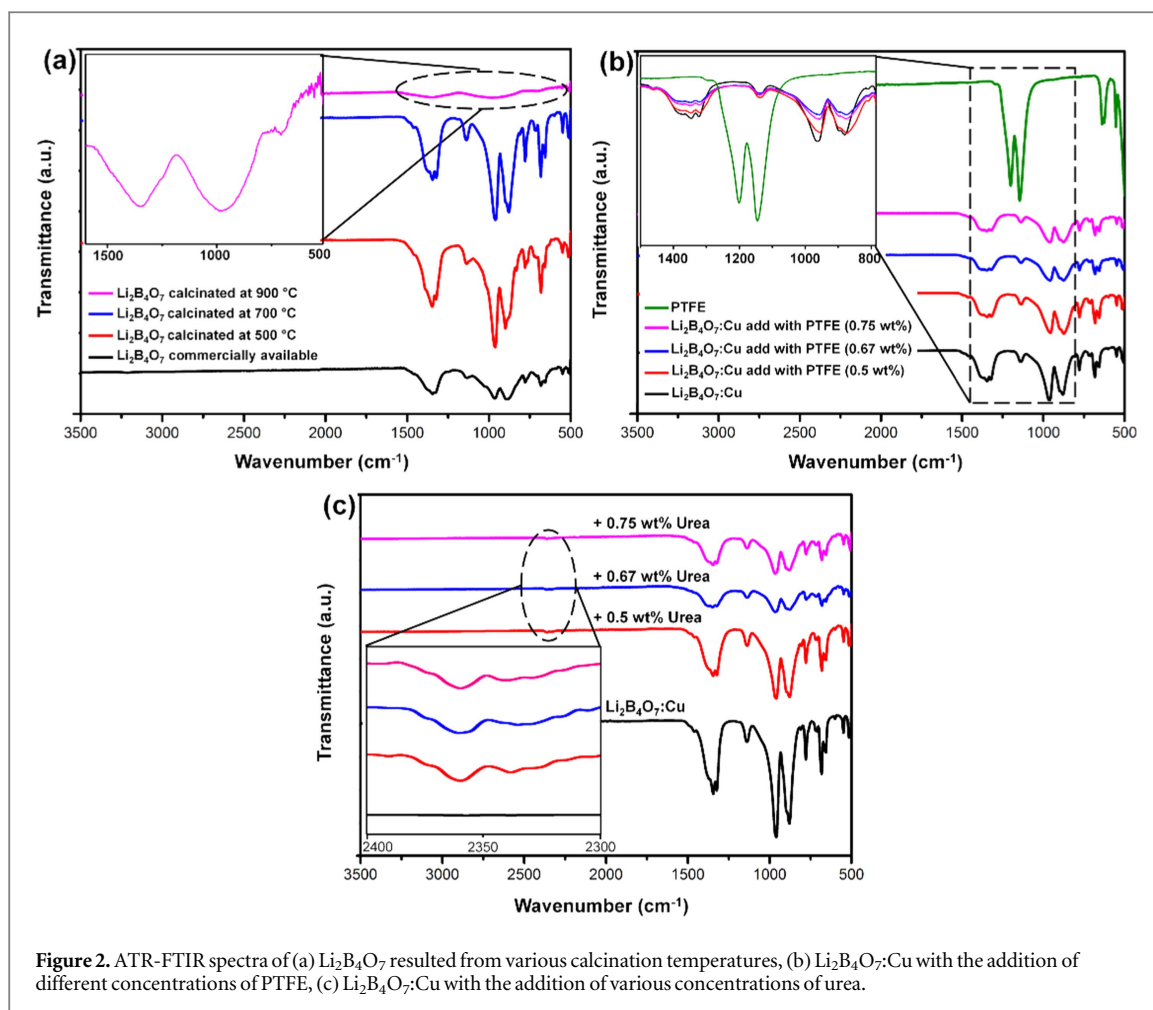 (a)
Transmittance (a.u.)
1500 1000 500
Li₂B₄O₇ calcinated at 900 °C
Li₂B₄O₇ calcinated at 700 °C
Li₂B₄O₇ calcinated at 500 °C
Li₂B₄O₇ commercially available
3500 3000 2500 2000 1500 1000 500
Wavenumber (cm⁻¹)
(b)
Transmittance (a.u.)
1400 1200 1000 800
PTFE
Li₂B₄O₇:Cu add with PTFE (0.75 wt%)
Li₂B₄O₇:Cu add with PTFE (0.67 wt%)
Li₂B₄O₇:Cu add with PTFE (0.5 wt%)
Li₂B₄O₇:Cu
3500 3000 2500 2000 1500 1000 500
Wavenumber (cm⁻¹)
(c)
Transmittance (a.u.)
+ 0.75 wt% Urea
+ 0.67 wt% Urea
+ 0.5 wt% Urea
Li₂B₄O₇:Cu
2400 2350 2300
3500 3000 2500 2000 1500 1000 500
Wavenumber (cm⁻¹)
Figure 2. ATR-FTIR spectra of (a) Li₂B₄O₇ resulted from various calcination temperatures, (b) Li₂B₄O₇:Cu with the addition of
different concentrations of PTFE, (c) Li₂B₄O₇:Cu with the addition of various concentrations of urea.